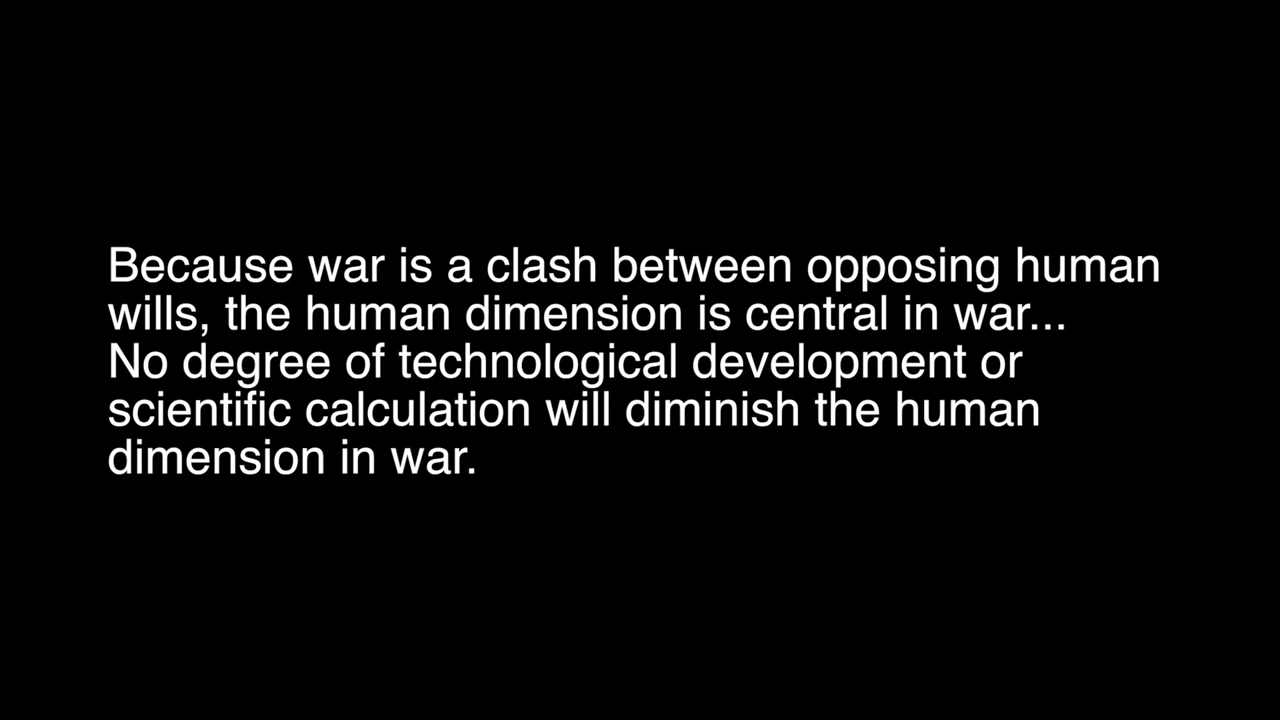 Because war is a clash between opposing human
wills, the human dimension is central in war...
No degree of technological development or
scientific calculation will diminish the human
dimension in war.